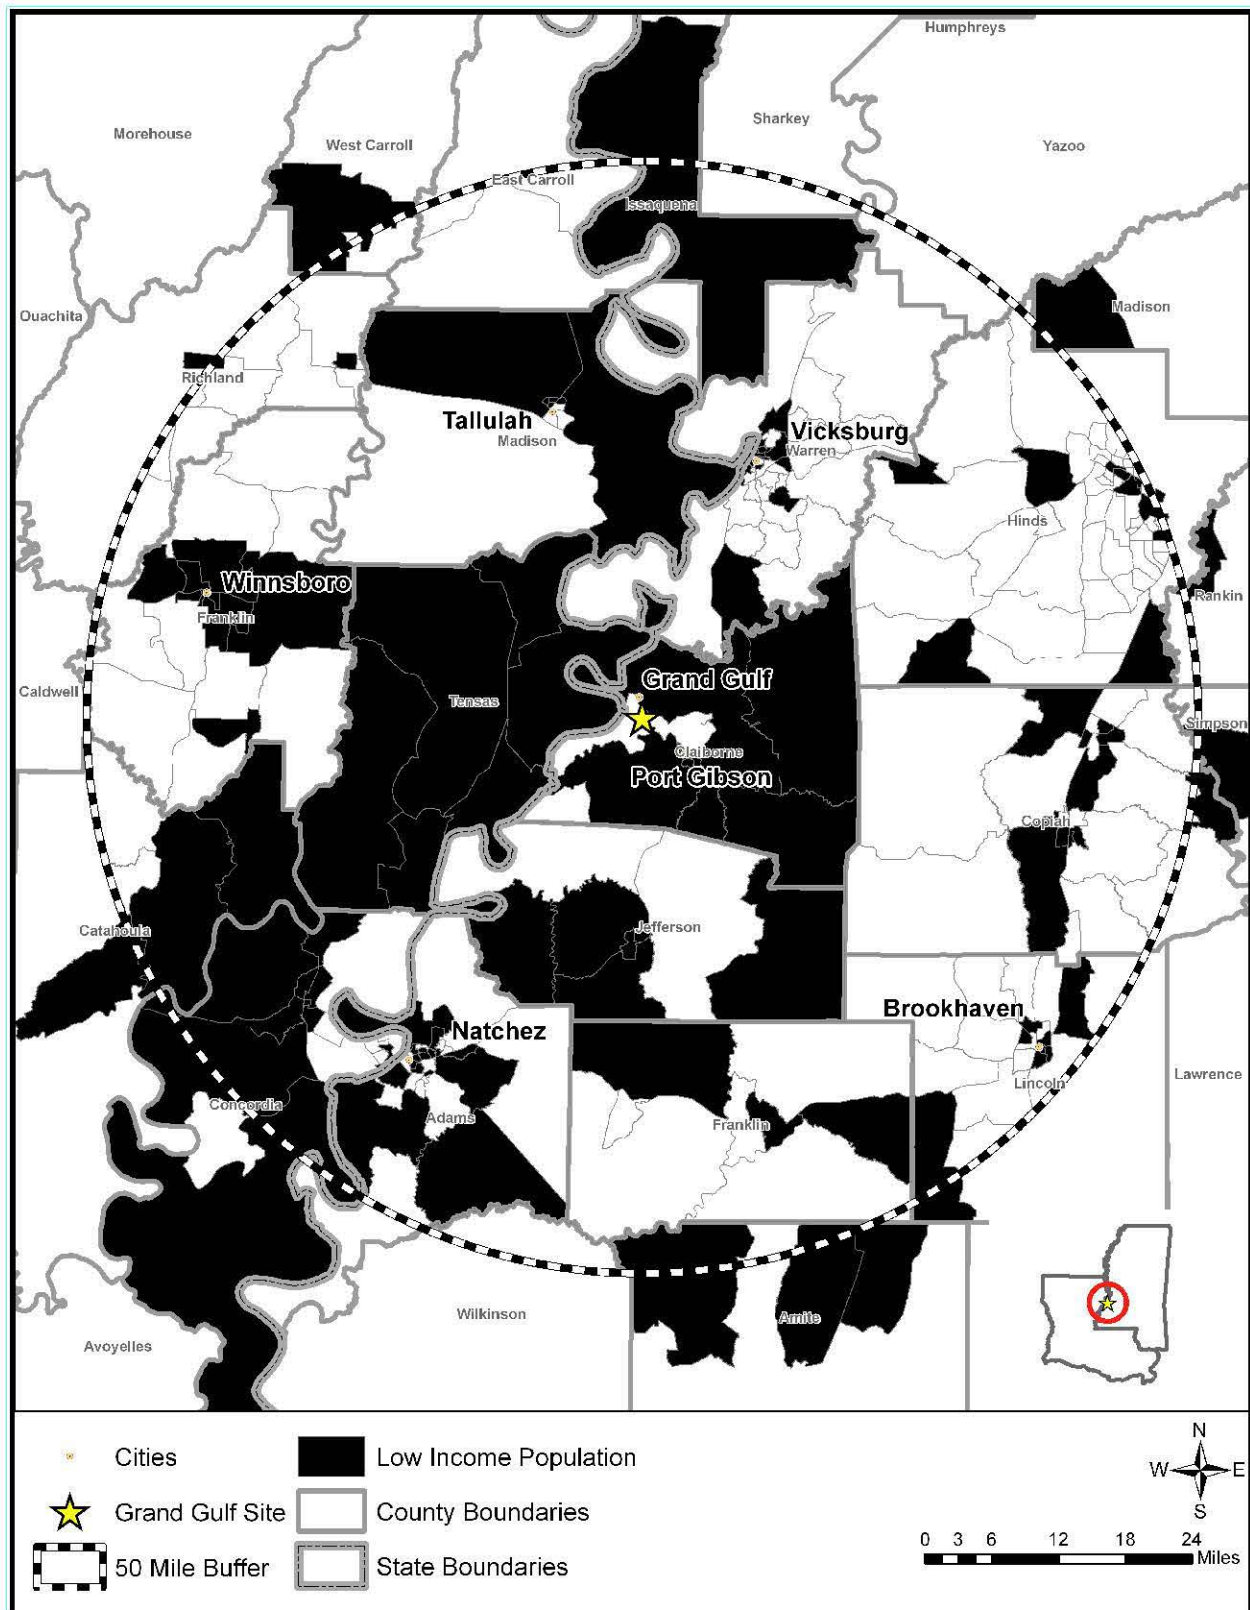 Humphreys
Sharkey
Morehouse
West Carroll
Yazoo
East Carroll
Issaquena
Ouachita
Madison
Richland
Tallulah
Madison
Vicksburg
Warren
Hinds
Winnsboro
Franklin
Rankin
Caldwell
Tensas
Grand Gulf
Claiborne
Port Gibson
Simpson
Copiah
Catahoula
Jefferson
Brookhaven
Natchez
Lincoln
Lawrence
Concordia
Adams
Franklin
Wilkinson
Amite
Avoyelles
Cities
Low Income Population
Grand Gulf Site
County Boundaries
50 Mile Buffer
State Boundaries
N
W E
S
0 3 6 12 18 24
Miles